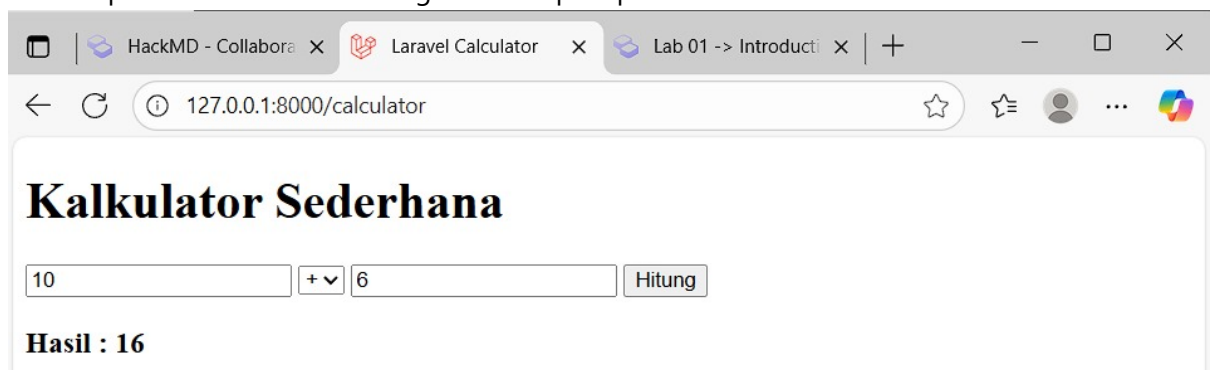 HackMD - Collabora
Laravel Calculator
Lab 01 -> Introducti
127.0.0.1:8000/calculator
Kalkulator Sederhana
10 + 6 Hitung
Hasil : 16